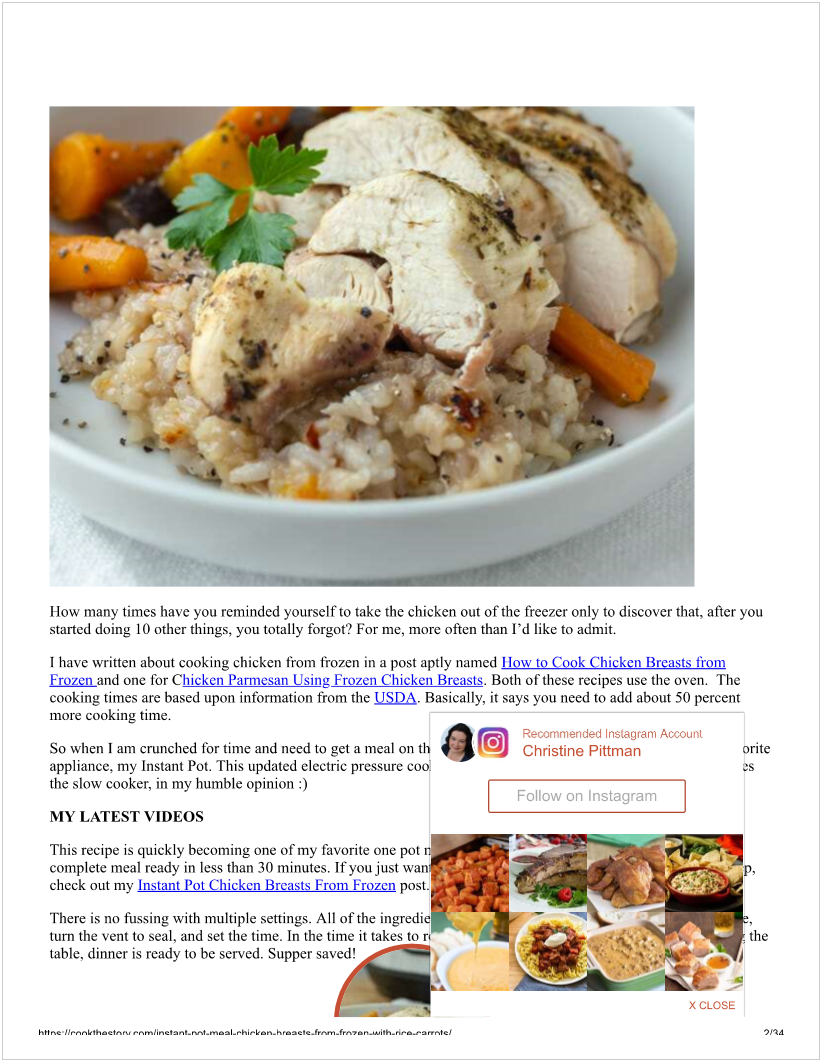 How many times have you reminded yourself to take the chicken out of the freezer only to discover that, after you
started doing 10 other things, you totally forgot? For me, more often than I’d like to admit.
I have written about cooking chicken from frozen in a post aptly named How to Cook Chicken Breasts from
Frozen and one for Chicken Parmesan Using Frozen Chicken Breasts. Both of these recipes use the oven.  The
cooking times are based upon information from the USDA. Basically, it says you need to add about 50 percent
more cooking time.
So when I am crunched for time and need to get a meal on th
orite
appliance, my Instant Pot. This updated electric pressure cool
es
the slow cooker, in my humble opinion :)
MY LATEST VIDEOS
This recipe is quickly becoming one of my favorite one pot m
complete meal ready in less than 30 minutes. If you just want
p,
check out my Instant Pot Chicken Breasts From Frozen post.
There is no fussing with multiple settings. All of the ingredie
e,
turn the vent to seal, and set the time. In the time it takes to r
g the
table, dinner is ready to be served. Supper saved!
Recommended Instagram Account
Christine Pittman
Follow on Instagram
X CLOSE
https://cookthestory.com/instant-pot-meal-chicken-breasts-from-frozen-with-rice-carrots/
2/34